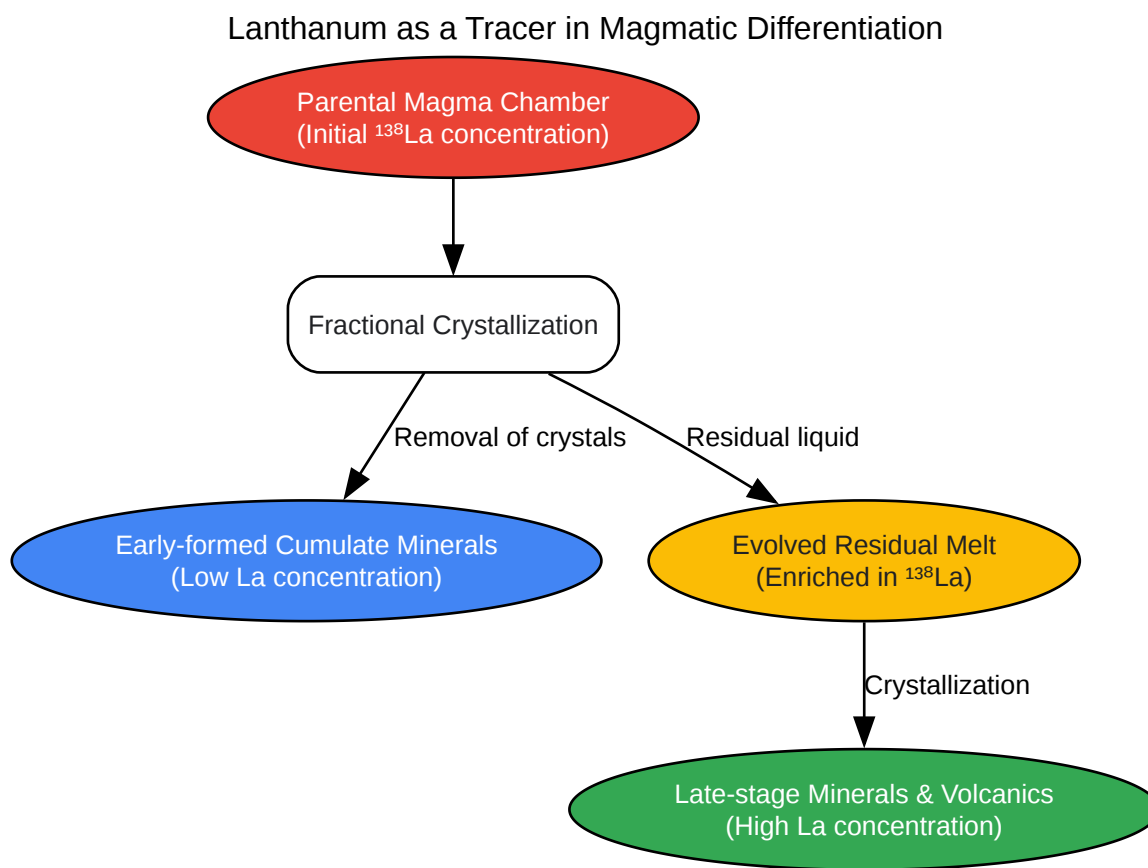 Lanthanum as a Tracer in Magmatic Differentiation
Parental Magma Chamber
(Initial ¹³⁸La concentration)
Fractional Crystallization
Removal of crystals
Residual liquid
Early-formed Cumulate Minerals
(Low La concentration)
Evolved Residual Melt
(Enriched in ¹³⁸La)
Crystallization
Late-stage Minerals & Volcanics
(High La concentration)